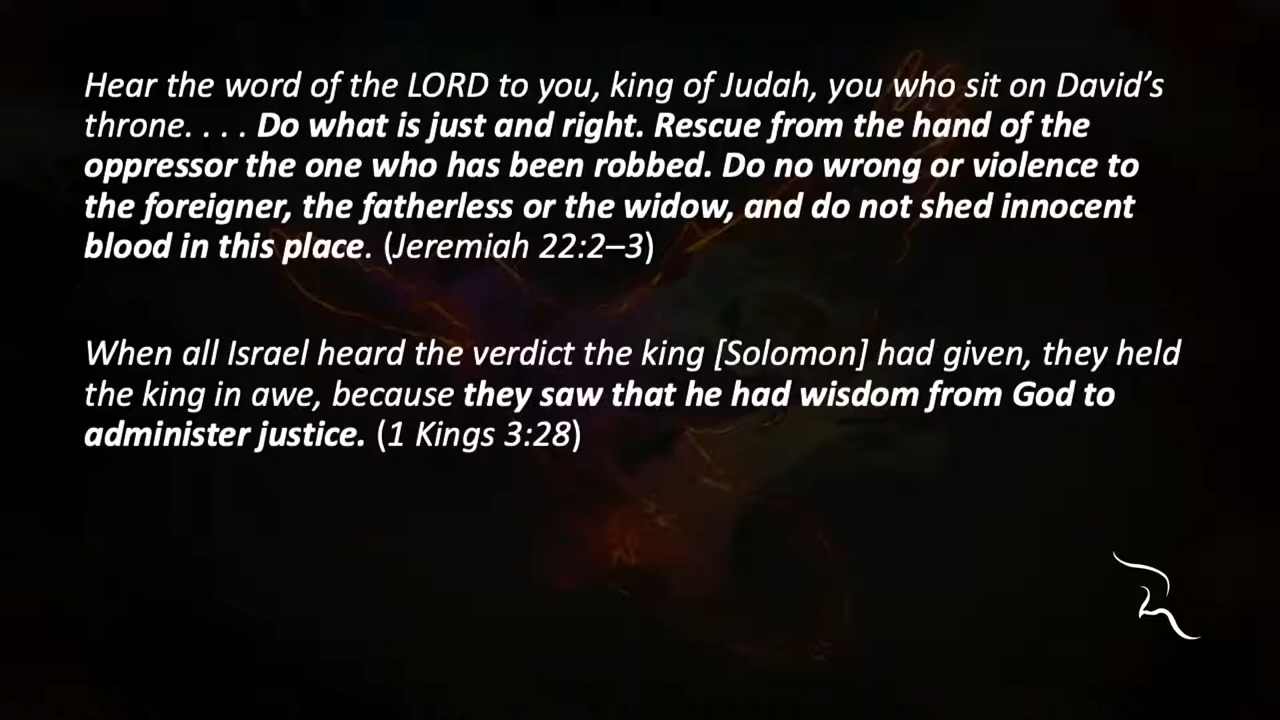 Hear the word of the LORD to you, king of Judah, you who sit on David’s
throne. . . . Do what is just and right. Rescue from the hand of the
oppressor the one who has been robbed. Do no wrong or violence to
the foreigner, the fatherless or the widow, and do not shed innocent
blood in this place. (Jeremiah 22:2–3)
When all Israel heard the verdict the king [Solomon] had given, they held
the king in awe, because they saw that he had wisdom from God to
administer justice. (1 Kings 3:28)